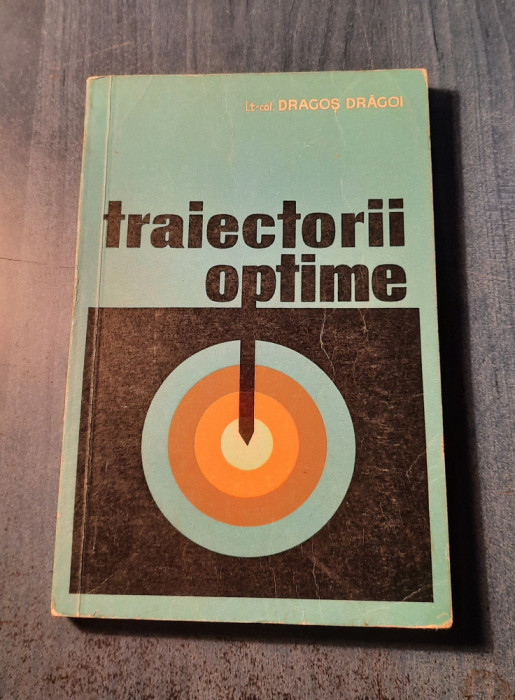 Lt.-col. DRAGOȘ DRĂGOI
traiectorii
optime